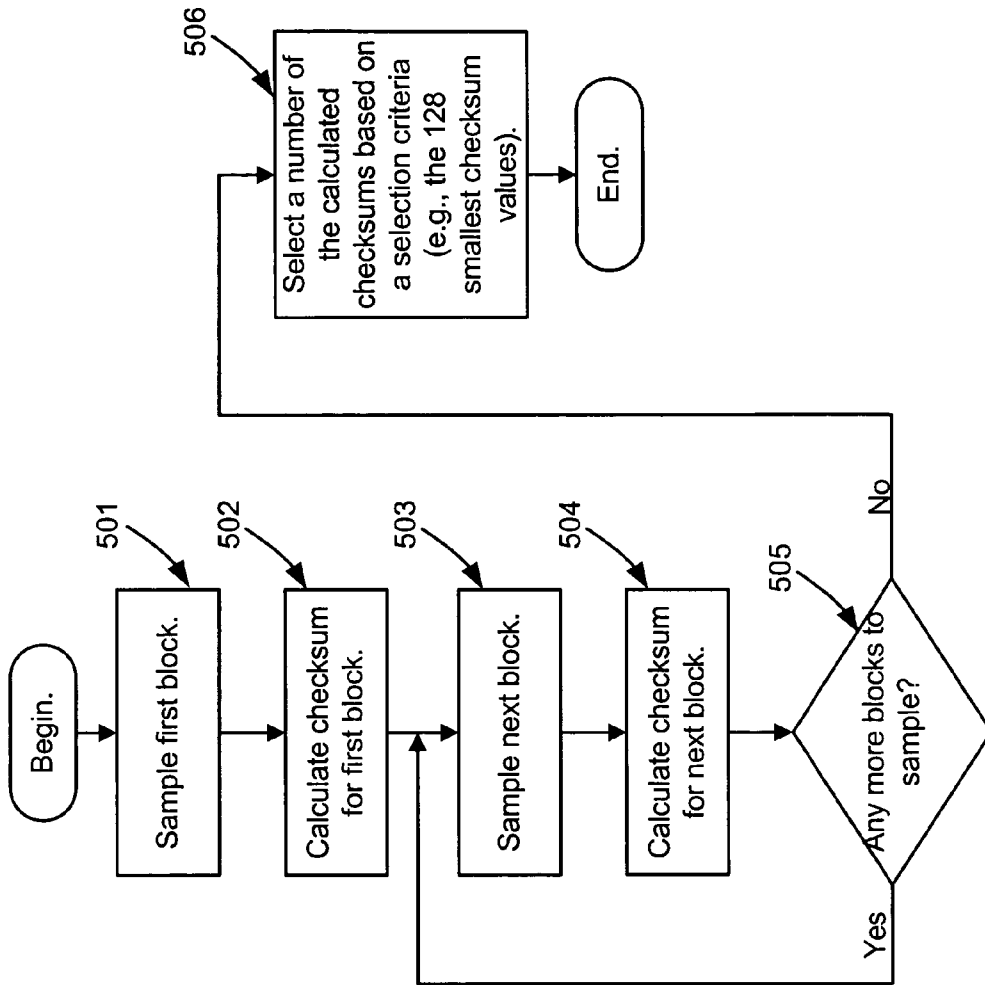 Begin.
501
Sample first block.
502
Calculate checksum
for first block.
503
Sample next block.
504
Calculate checksum
for next block.
505
Any more blocks to
sample?
Yes
No
506
Select a number of
the calculated
checksums based on
a selection criteria
(e.g., the 128
smallest checksum
values).
End.